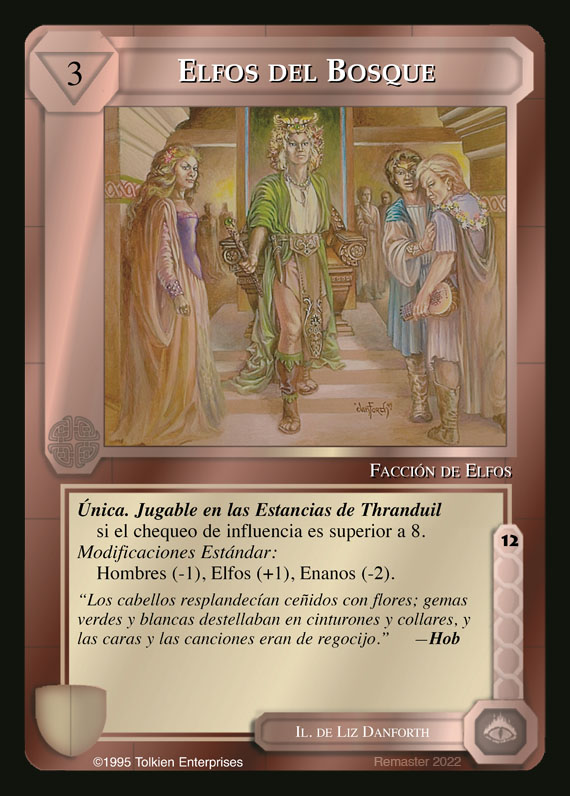 3
Elfos del Bosque
Danforth
Facción de Elfos
Única. Jugable en las Estancias de Thranduil
si el chequeo de influencia es superior a 8.
Modificaciones Estándar:
Hombres (-1), Elfos (+1), Enanos (-2).
“Los cabellos resplandecían ceñidos con flores; gemas
verdes y blancas destellaban en cinturones y collares, y
las caras y las canciones eran de regocijo.” —Hob
12
Il. de Liz Danforth
©1995 Tolkien Enterprises
Remaster 2022